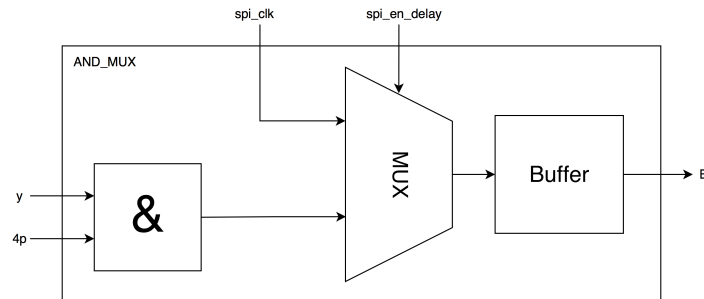 spi_clk
spi_en_delay
AND_MUX
MUX
Buffer
y
&
4p